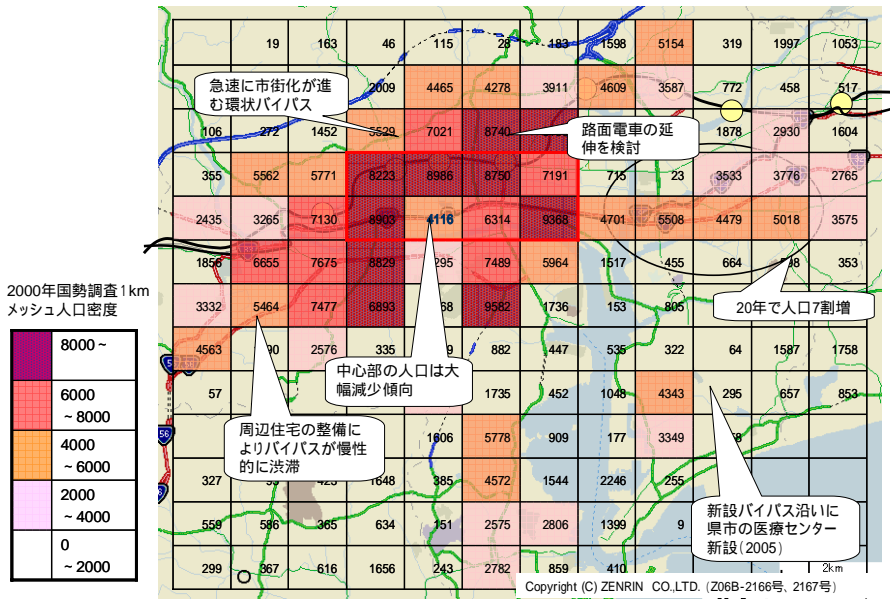 19 163 46 115 28 183 1598 5154 319 1997 1053
急速に市街化が進
む環状バイパス
2009 4465 4278 3911 4609 3587 772 458 517
路面電車の延
伸を検討
106 272 1452 5529 7021 8740 1878 2930 1604
355 5562 5771 8223 8986 8750 7191 715 23 3533 3776 2765
2435 3265 7130 8903 4116 6314 9368 4701 5508 4479 5018 3575
1856 6655 7675 8829 295 7489 5964 1517 455 664 353
2000年国勢調査1km
メッシュ人口密度
20年で人口7割増
3332 5464 7477 6893 68 9582 1736 153 805
4563 90 2576 335 9 882 447 535 322 64 1587 1758
中心部の人口は大
幅減少傾向
57 1735 452 1048 4343 295 657 853
周辺住宅の整備に
よりバイパスが慢性
的に渋滞
1606 5778 909 177 3349 8
327 1648 385 4572 1544 2246 255
新設バイパス沿いに
県市の医療センター
新設(2005)
559 586 365 634 151 2575 2806 1399 9
299 367 616 1656 243 2782 859 410
2km
8000~
6000
~8000
4000
~6000
2000
~4000
0
~2000
56
Copyright (C) ZENRIN CO.,LTD. (Z06B-2166号、2167号)